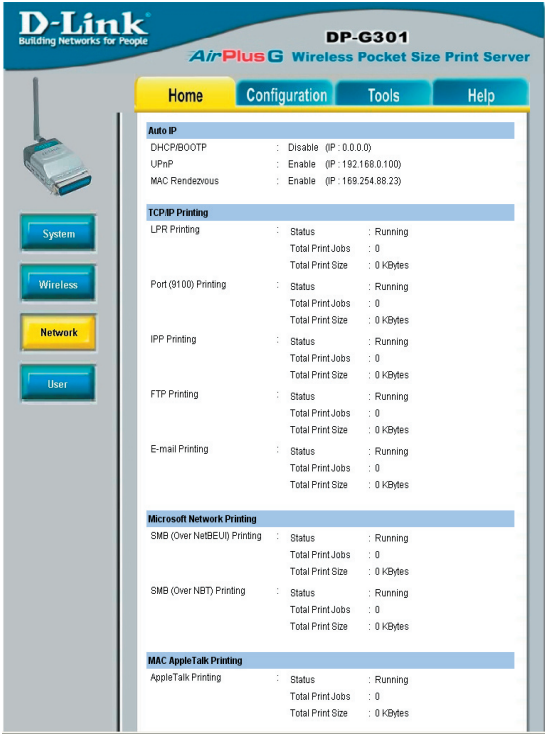 D-Link
Building Networks for People
DP-G301
AirPlus G Wireless Pocket Size Print Server
Home Configuration Tools Help
System
Wireless
Network
User
Auto IP
DHCP/BOOTP : Disable (IP : 0.0.0.0)
UPnP : Enable (IP : 192.168.0.100)
MAC Rendezvous : Enable (IP : 169.254.88.23)
TCP/IP Printing
LPR Printing : Status : Running
Total Print Jobs : 0
Total Print Size : 0 KBytes
Port (9100) Printing : Status : Running
Total Print Jobs : 0
Total Print Size : 0 KBytes
IPP Printing : Status : Running
Total Print Jobs : 0
Total Print Size : 0 KBytes
FTP Printing : Status : Running
Total Print Jobs : 0
Total Print Size : 0 KBytes
E-mail Printing : Status : Running
Total Print Jobs : 0
Total Print Size : 0 KBytes
Microsoft Network Printing
SMB (Over NetBEUI) Printing : Status : Running
Total Print Jobs : 0
Total Print Size : 0 KBytes
SMB (Over NBT) Printing : Status : Running
Total Print Jobs : 0
Total Print Size : 0 KBytes
MAC AppleTalk Printing
AppleTalk Printing : Status : Running
Total Print Jobs : 0
Total Print Size : 0 KBytes